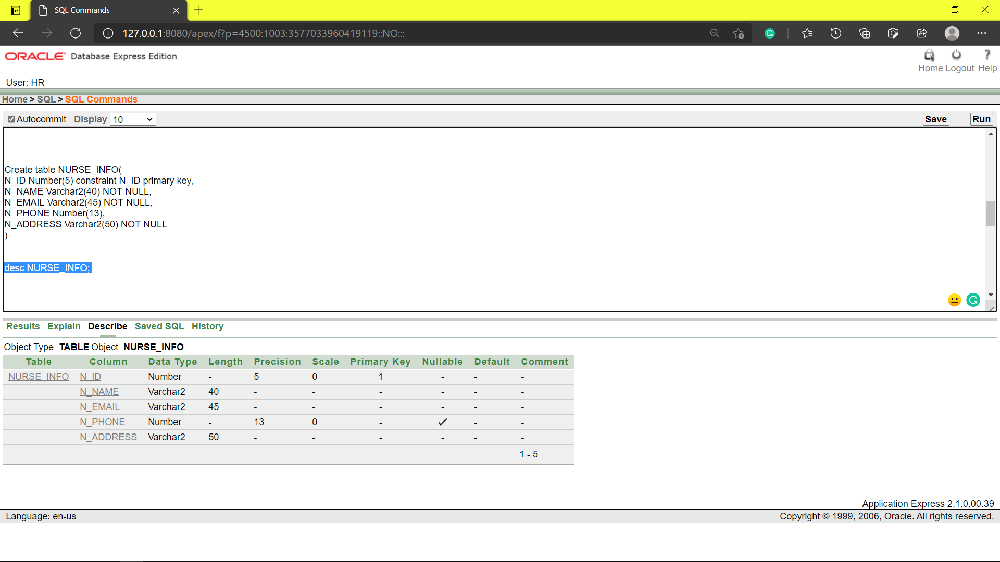 SQL Commands
127.0.0.1:8080/apex/f?p=4500:1003:3577033960419119::NO:::
ORACLE Database Express Edition
Home Logout Help
User: HR
Home > SQL > SQL Commands
Autocommit Display 10 Save Run
Create table NURSE_INFO(
N_ID Number(5) constraint N_ID primary key,
N_NAME Varchar2(40) NOT NULL,
N_EMAIL Varchar2(45) NOT NULL,
N_PHONE Number(13),
N_ADDRESS Varchar2(50) NOT NULL
)
desc NURSE_INFO;
Results Explain Describe Saved SQL History
Object Type TABLE Object NURSE_INFO
Table Column Data Type Length Precision Scale Primary Key Nullable Default Comment
NURSE_INFO N_ID Number - 5 0 1 - - -
N_NAME Varchar2 40 - - - - - -
N_EMAIL Varchar2 45 - - - - - -
N_PHONE Number - 13 0 - ✓ - -
N_ADDRESS Varchar2 50 - - - - - -
1 - 5
Application Express 2.1.0.00.39
Language: en-us Copyright © 1999, 2006, Oracle. All rights reserved.